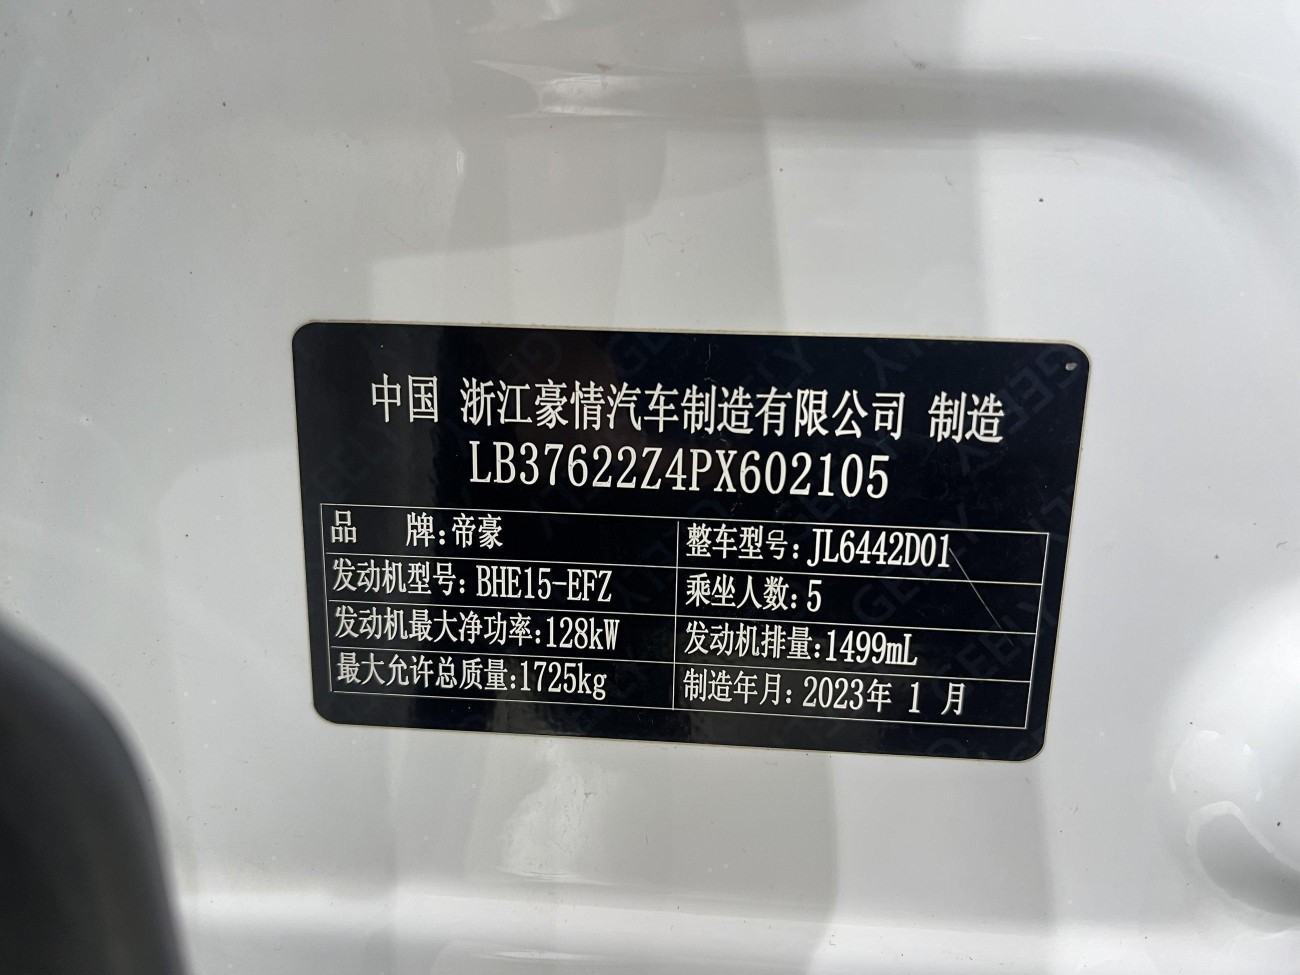 中国 浙江豪情汽车制造有限公司 制造
LB37622Z4PX602105
品 牌:帝豪 整车型号:JL6442D01
发动机型号:BHE15-EFZ 乘坐人数:5
发动机最大净功率:128kW 发动机排量:1499mL
最大允许总质量:1725kg 制造年月:2023年 1 月